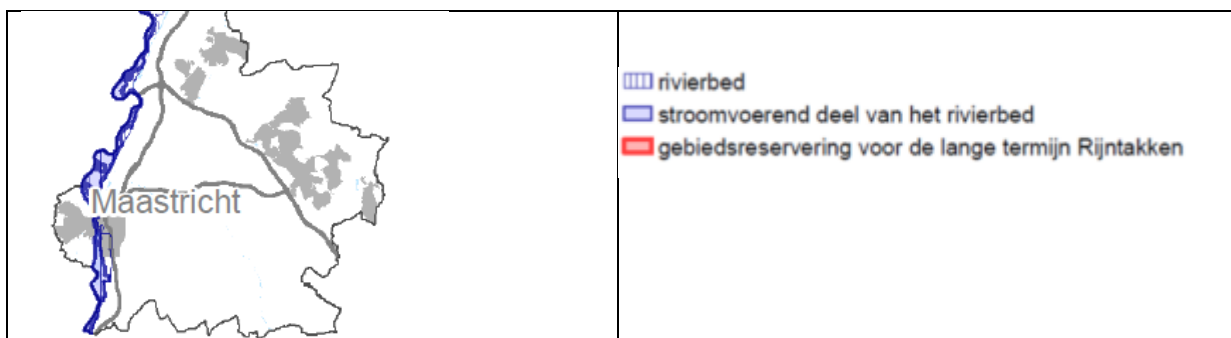 Maastricht
rivierbed
stroomvoerend deel van het rivierbed
gebiedsreservering voor de lange termijn Rijntakken